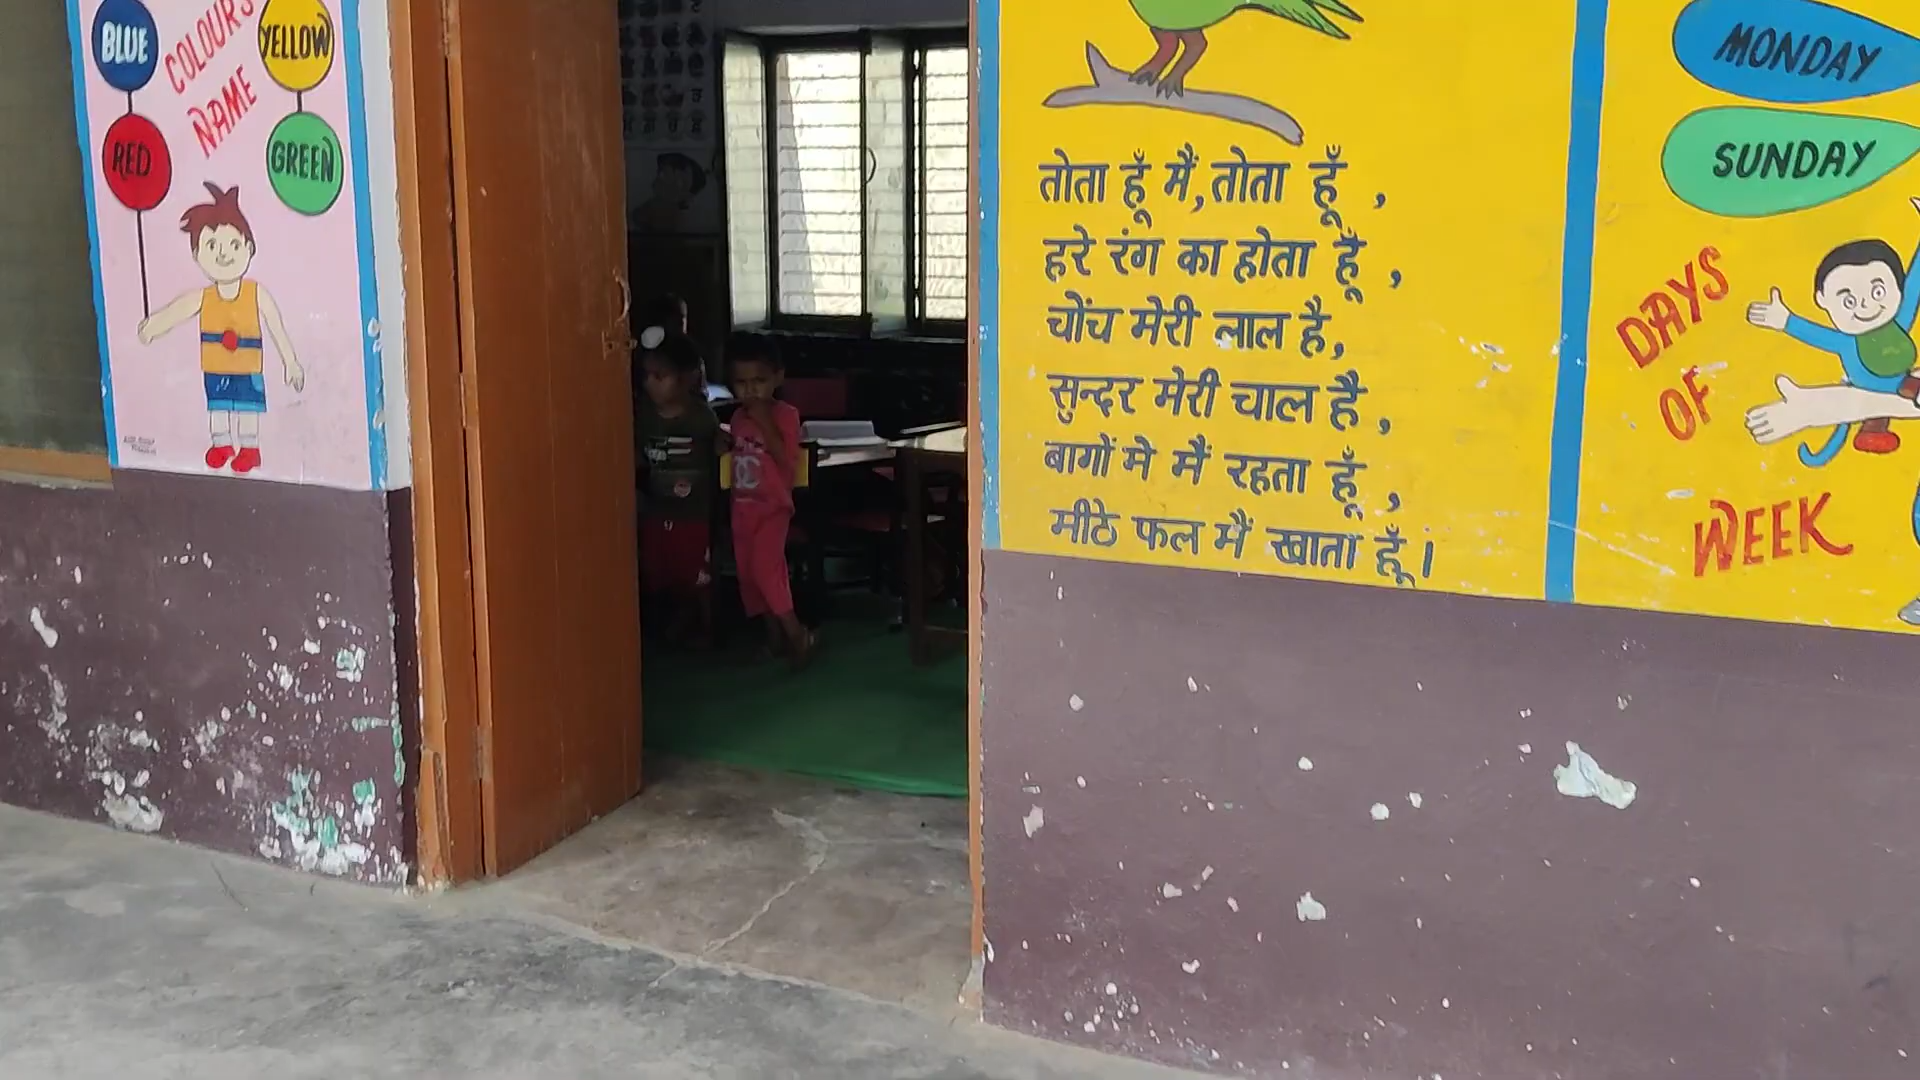 BLUE
COLOURS
NAME
YELLOW
RED
GREEN
तोता हूँ मैं, तोता हूँ ,
हरे रंग का होता हूँ ,
चोंच मेरी लाल है,
सुन्दर मेरी चाल है ,
बागों मे मैं रहता हूँ ,
मीठे फल मैं खाता हूँ ।
MONDAY
SUNDAY
DAYS
OF
WEEK